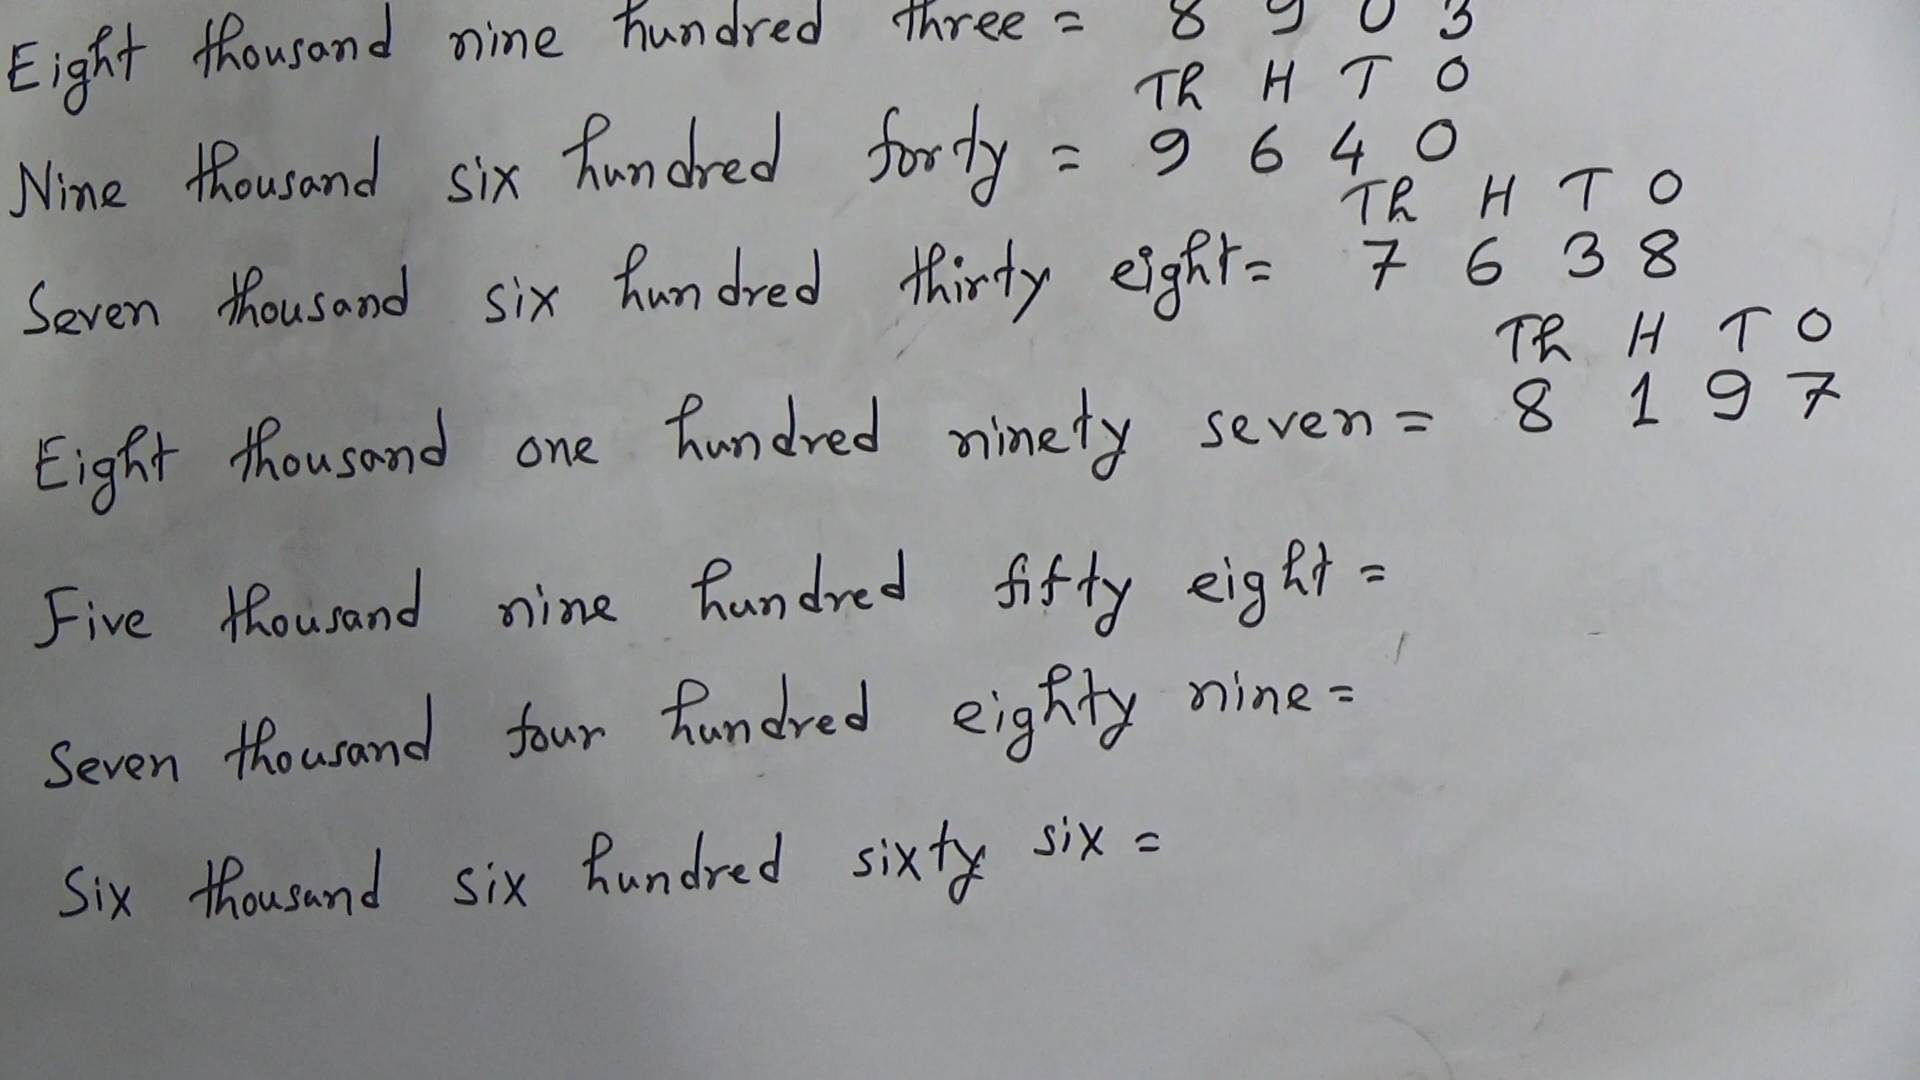 Eight thousand nine hundred three = 8 9 0 3
Th H T O
Nine thousand six hundred forty = 9 6 4 0
Th H T O
Seven thousand six hundred thirty eight = 7 6 3 8
Th H T O
Eight thousand one hundred ninety seven = 8 1 9 7
Five thousand nine hundred fifty eight =
Seven thousand four hundred eighty nine =
Six thousand six hundred sixty six =